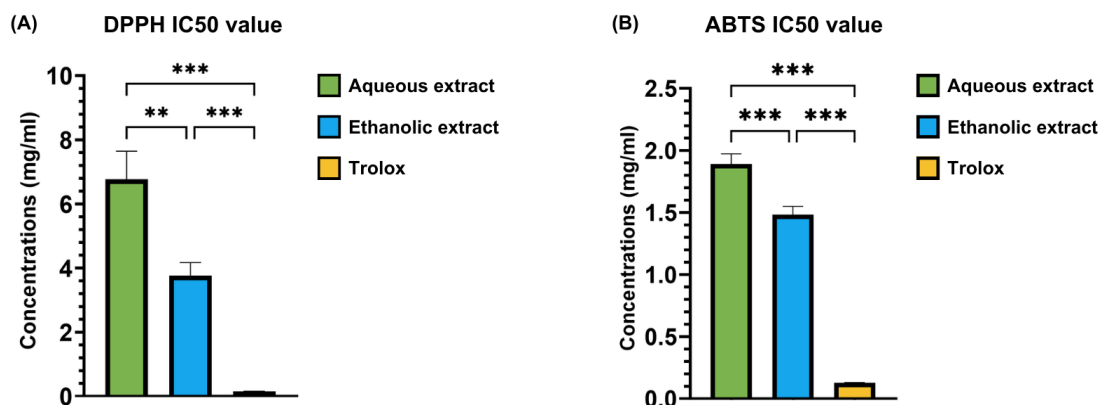 (A) DPPH IC50 value
Concentrations (mg/ml)
10
8
6
4
2
0
***
** ***
Aqueous extract
Ethanolic extract
Trolox
(B) ABTS IC50 value
Concentrations (mg/ml)
2.5
2.0
1.5
1.0
0.5
0.0
***
*** ***
Aqueous extract
Ethanolic extract
Trolox